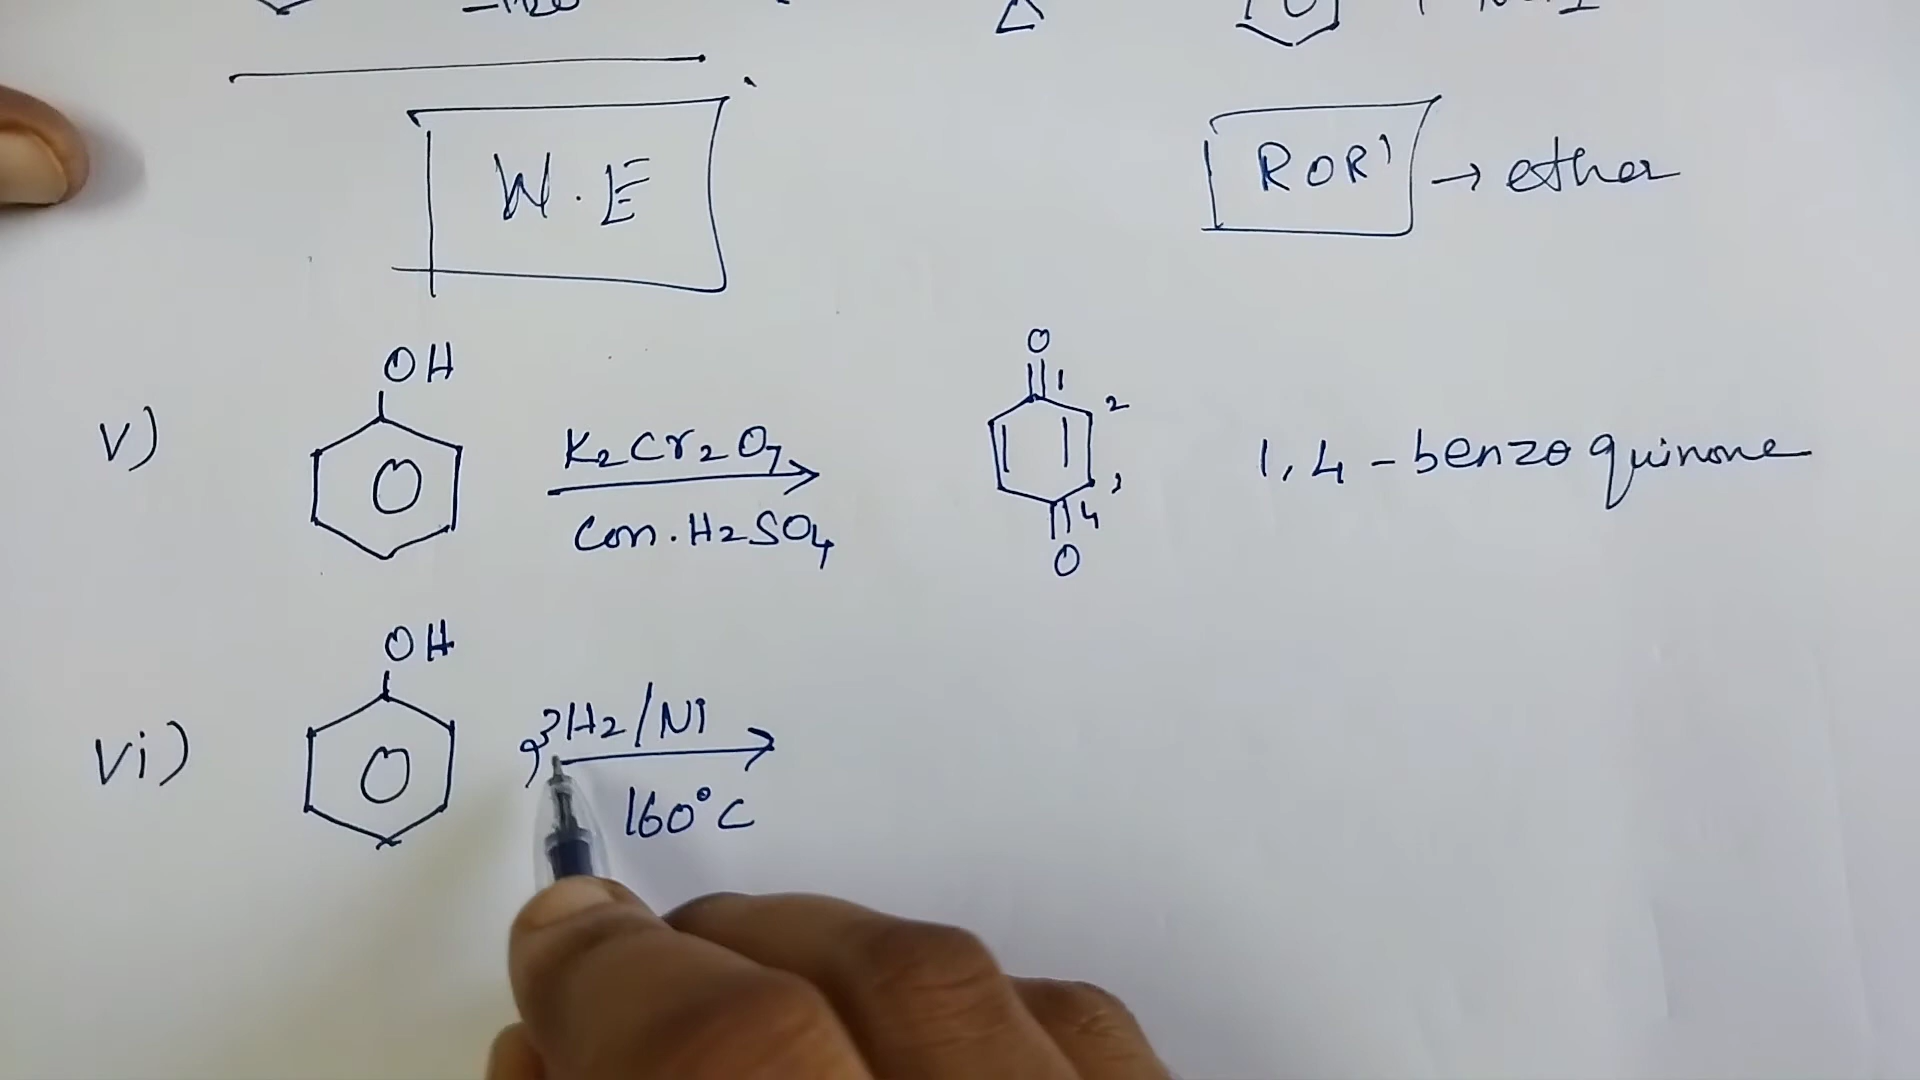 W.E
ROR' → ether
V)
OH
K2Cr2O7
Con. H2SO4
O
1
2
3
4
O
1,4-benzoquinone
Vi)
OH
3H2/Ni
160°C